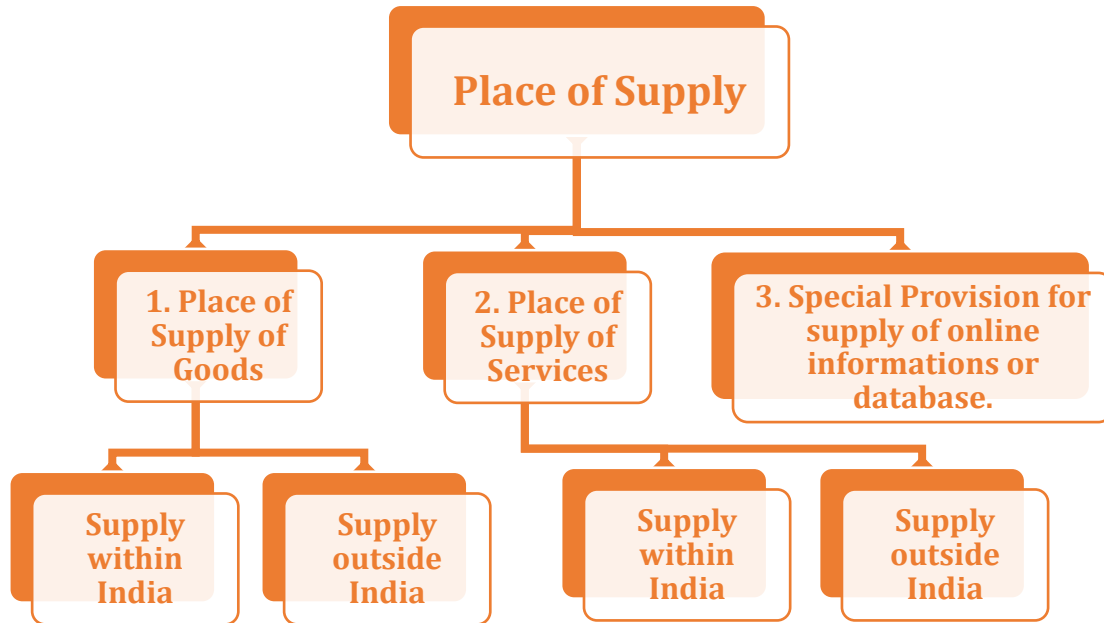 Place of Supply
1. Place of
Supply of
Goods
2. Place of
Supply of
Services
3. Special Provision for
supply of online
informations or
database.
Supply
within
India
Supply
outside
India
Supply
within
India
Supply
outside
India